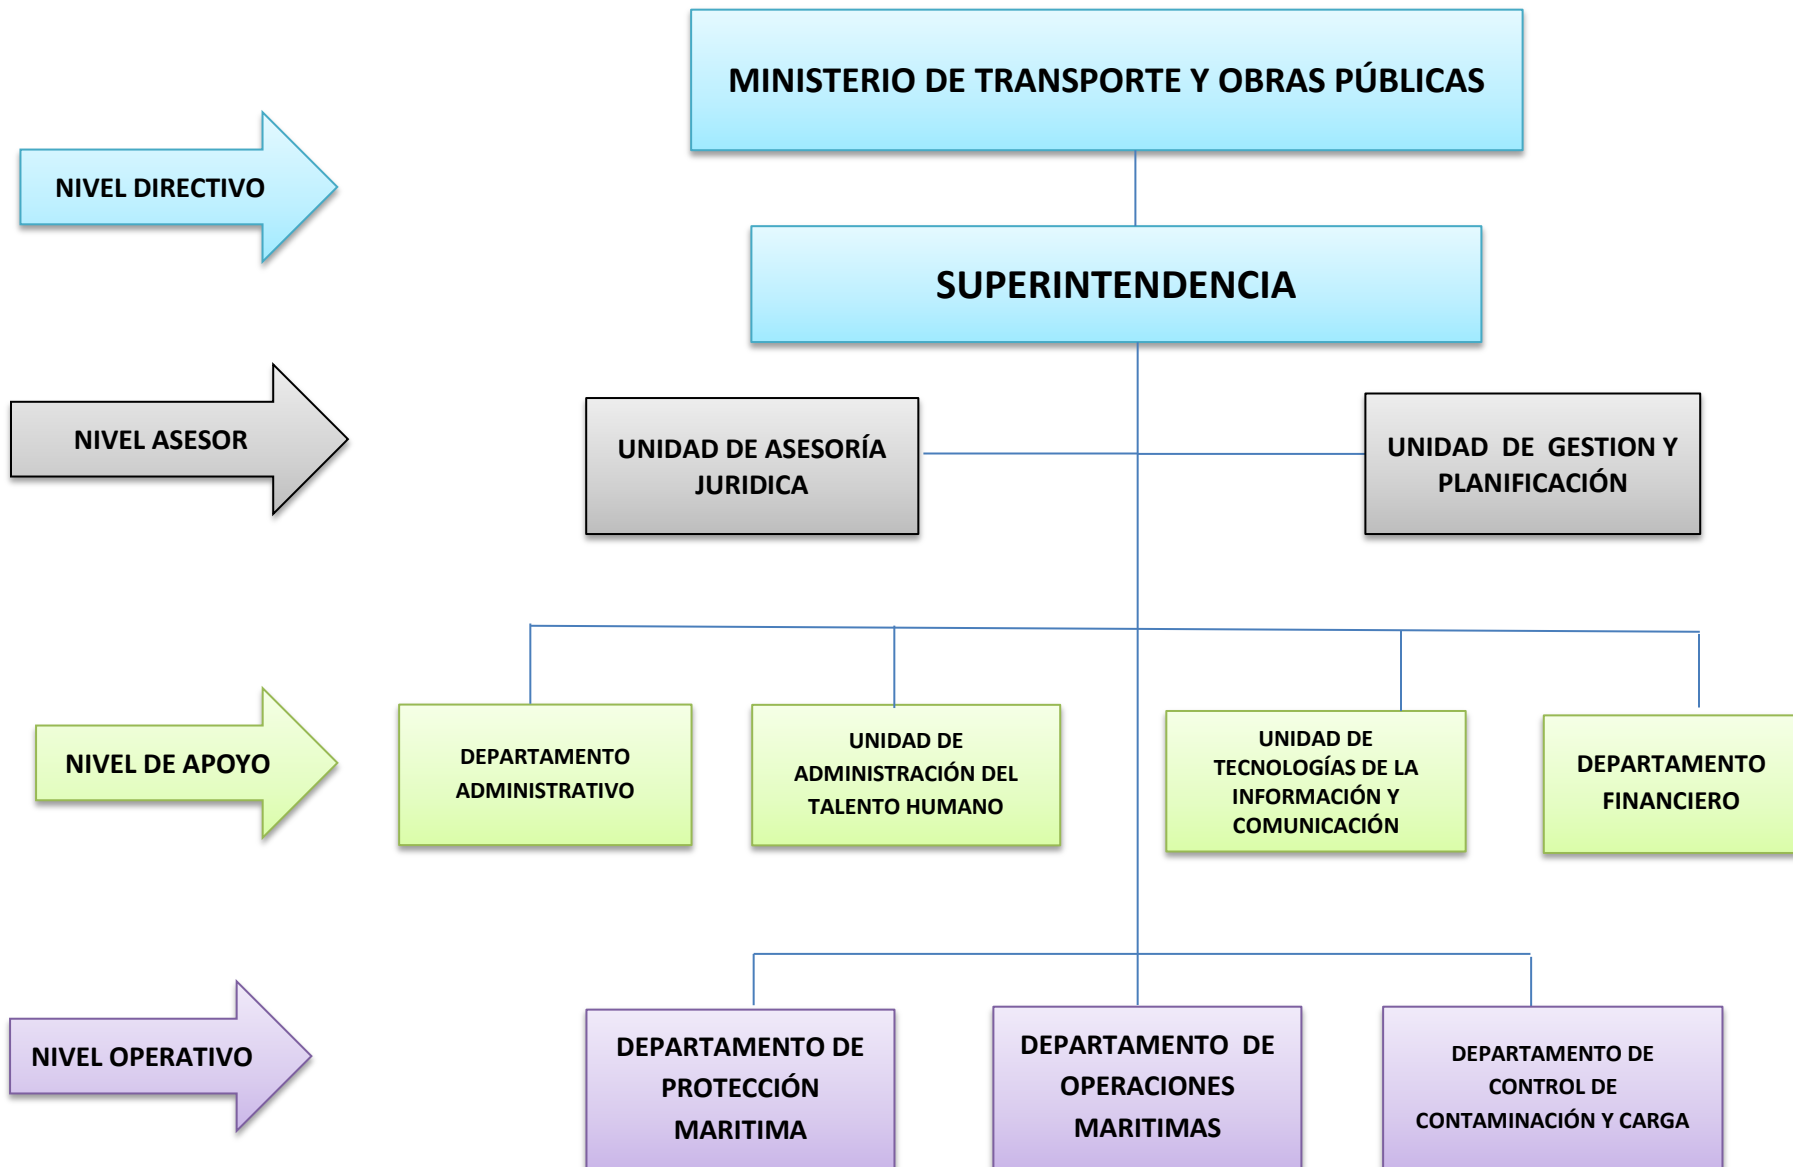 MINISTERIO DE TRANSPORTE Y OBRAS PÚBLICAS
NIVEL DIRECTIVO
SUPERINTENDENCIA
NIVEL ASESOR
UNIDAD DE ASESORÍA
JURIDICA
UNIDAD DE GESTION Y
PLANIFICACIÓN
NIVEL DE APOYO
DEPARTAMENTO
ADMINISTRATIVO
UNIDAD DE
ADMINISTRACIÓN DEL
TALENTO HUMANO
UNIDAD DE
TECNOLOGÍAS DE LA
INFORMACIÓN Y
COMUNICACIÓN
DEPARTAMENTO
FINANCIERO
NIVEL OPERATIVO
DEPARTAMENTO DE
PROTECCIÓN
MARITIMA
DEPARTAMENTO DE
OPERACIONES
MARITIMAS
DEPARTAMENTO DE
CONTROL DE
CONTAMINACIÓN Y CARGA